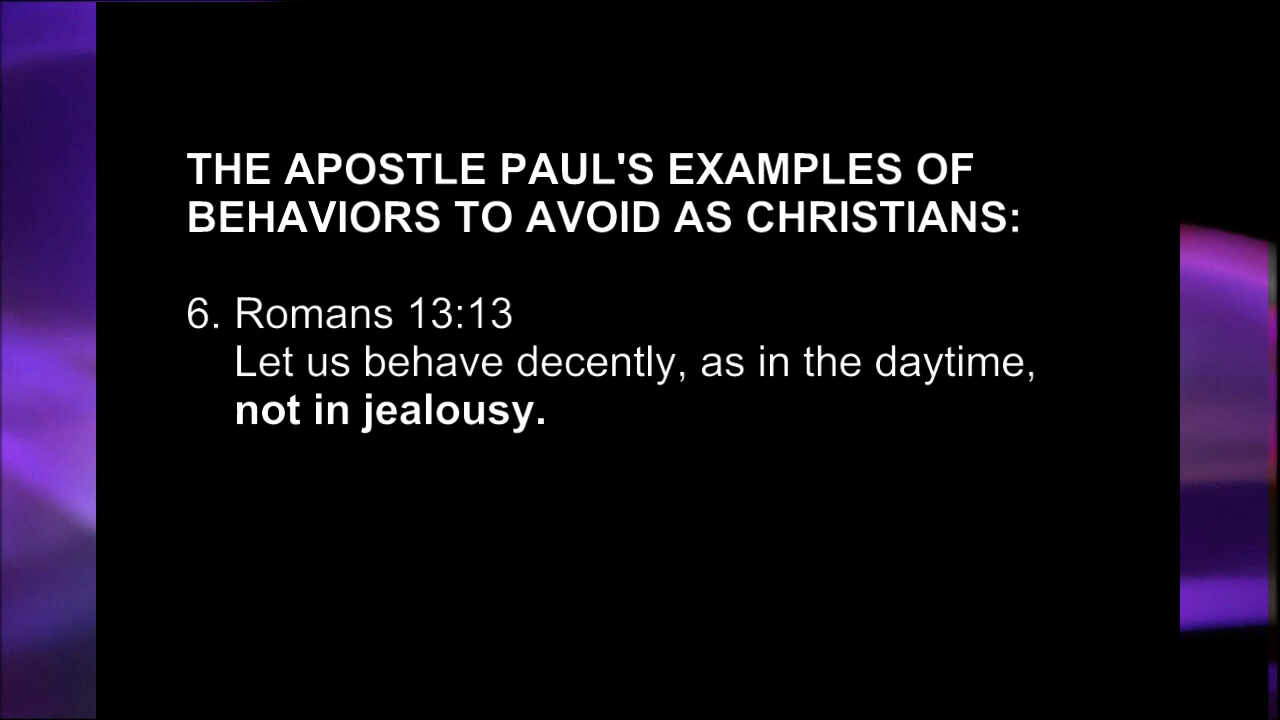 THE APOSTLE PAUL'S EXAMPLES OF
BEHAVIORS TO AVOID AS CHRISTIANS:
6. Romans 13:13
Let us behave decently, as in the daytime,
not in jealousy.